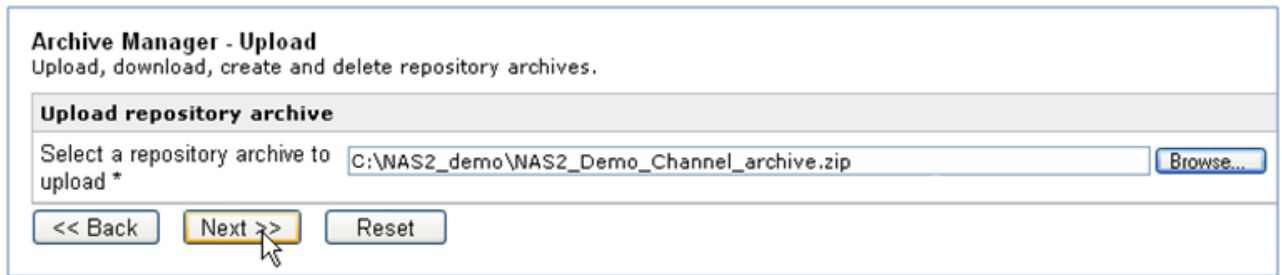 Archive Manager - Upload
Upload, download, create and delete repository archives.
Upload repository archive
Select a repository archive to
upload *
C:\NAS2_demo\NAS2_Demo_Channel_archive.zip
Browse...
<< Back
Next >>
Reset